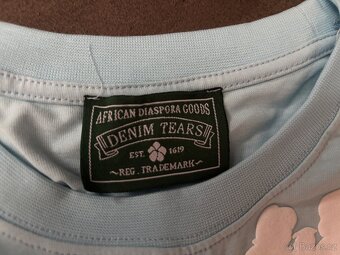 AFRICAN DIASPORA GOODS
DENIM TEARS
EST. 1619
~REG. TRADEMARK~